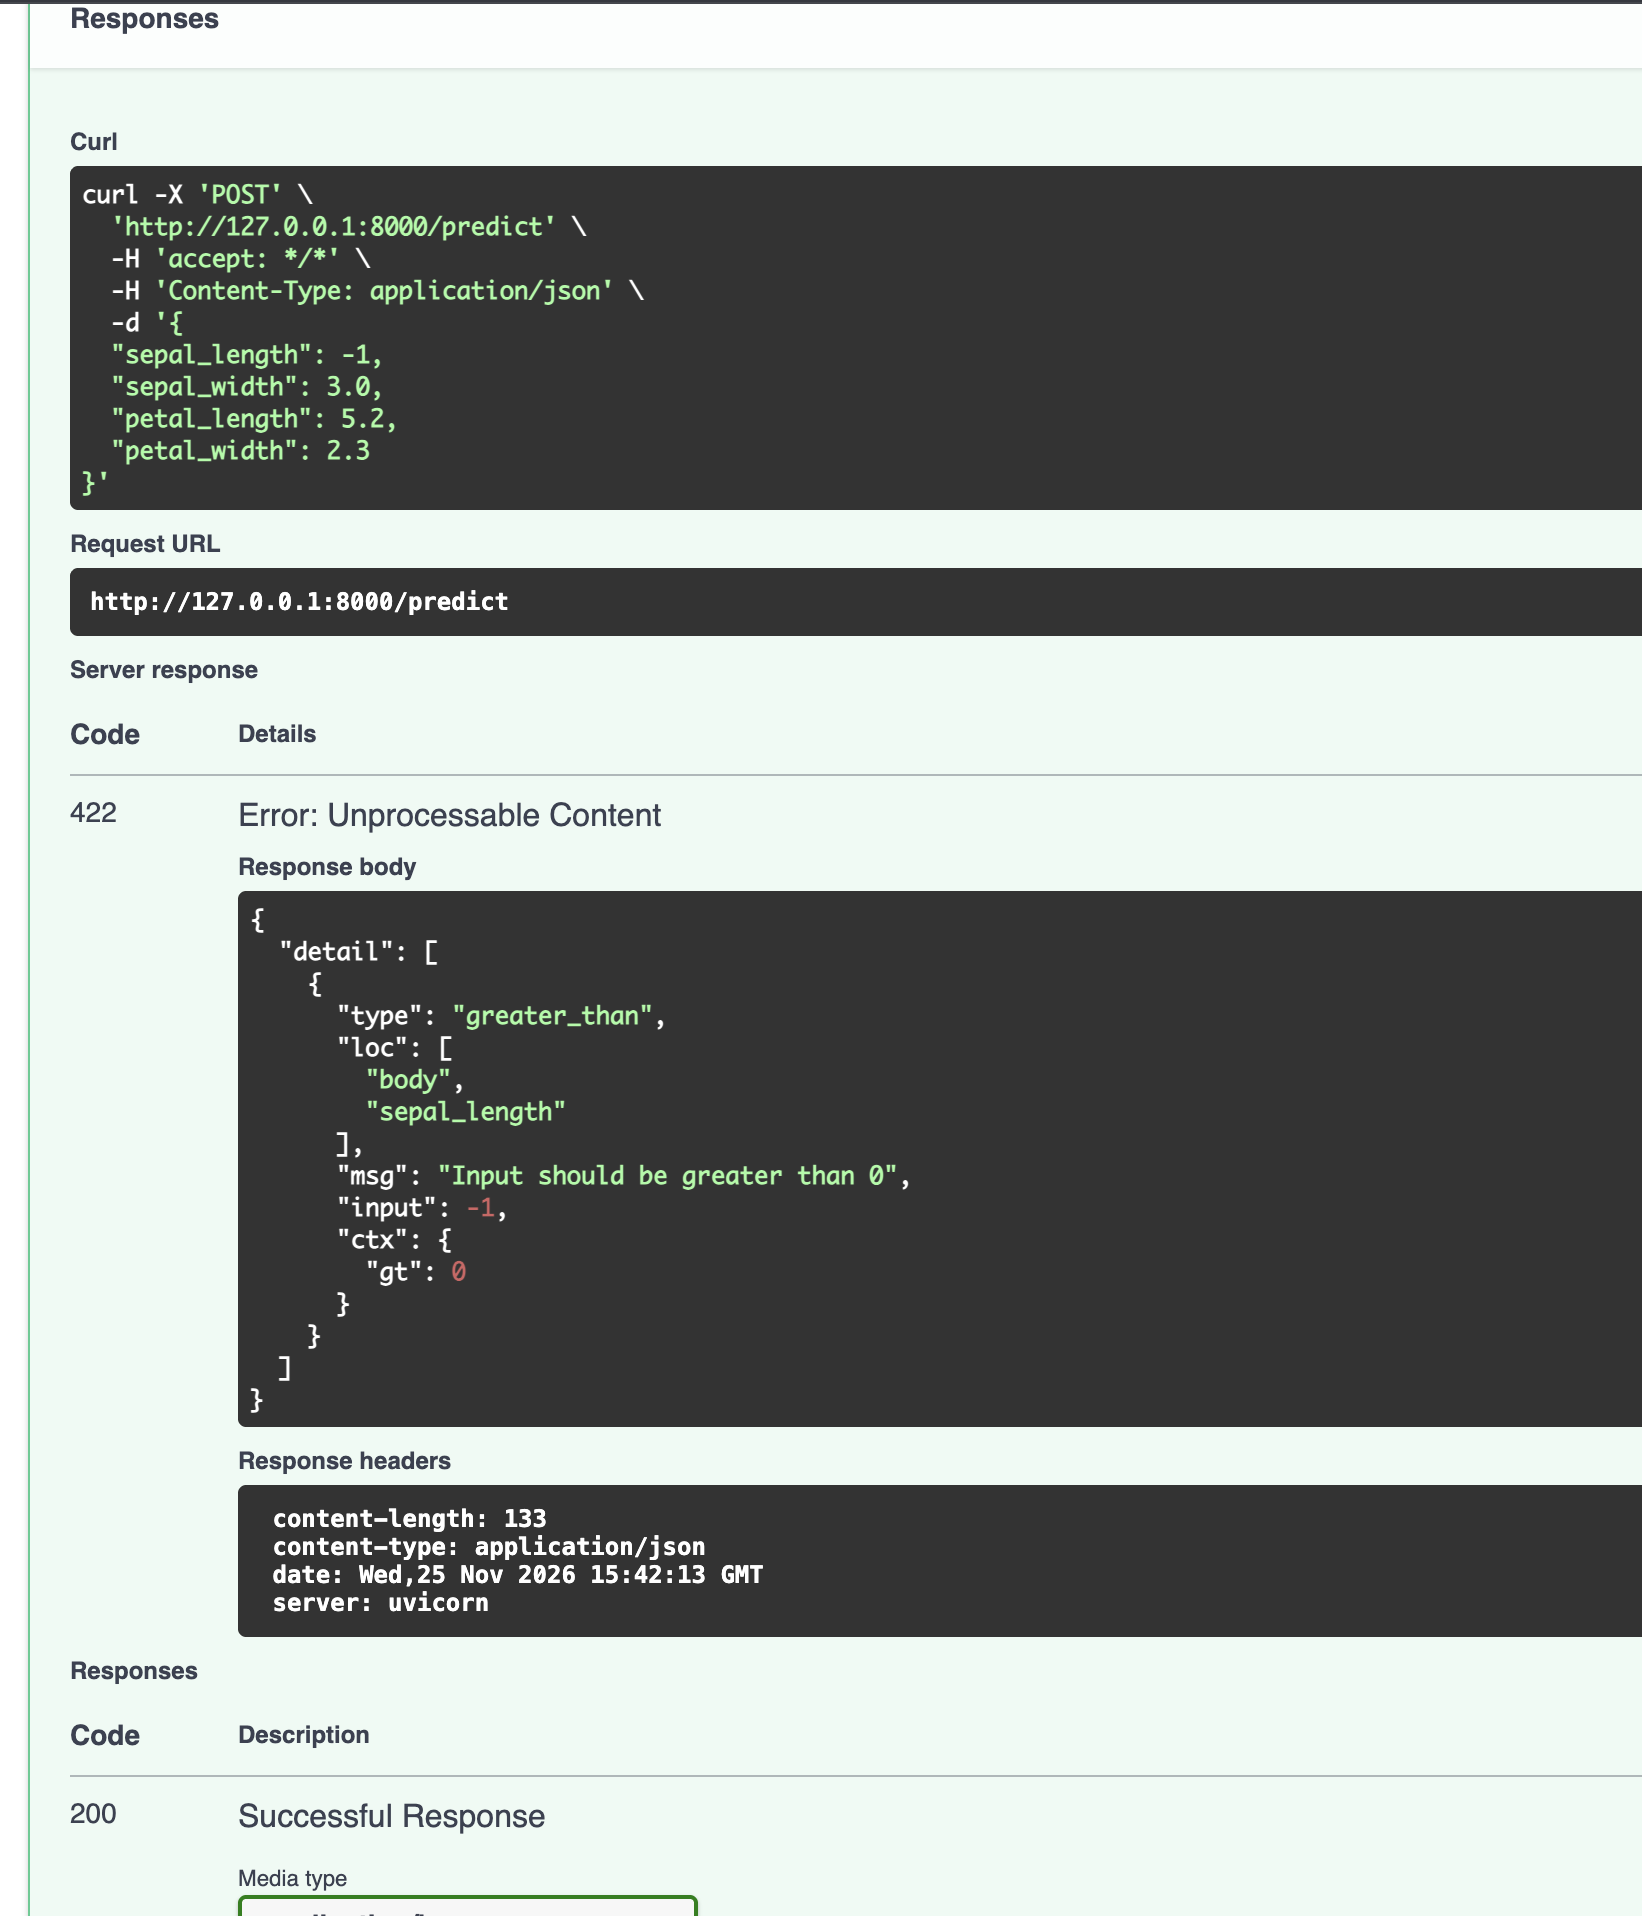 Responses
Curl
curl -X 'POST' \
  'http://127.0.0.1:8000/predict' \
  -H 'accept: */*' \
  -H 'Content-Type: application/json' \
  -d '{
  "sepal_length": -1,
  "sepal_width": 3.0,
  "petal_length": 5.2,
  "petal_width": 2.3
}'
Request URL
http://127.0.0.1:8000/predict
Server response
Code Details
422 Error: Unprocessable Content
Response body
{
  "detail": [
    {
      "type": "greater_than",
      "loc": [
        "body",
        "sepal_length"
      ],
      "msg": "Input should be greater than 0",
      "input": -1,
      "ctx": {
        "gt": 0
      }
    }
  ]
}
Response headers
content-length: 133
content-type: application/json
date: Wed,25 Nov 2026 15:42:13 GMT
server: uvicorn
Responses
Code Description
200 Successful Response
Media type